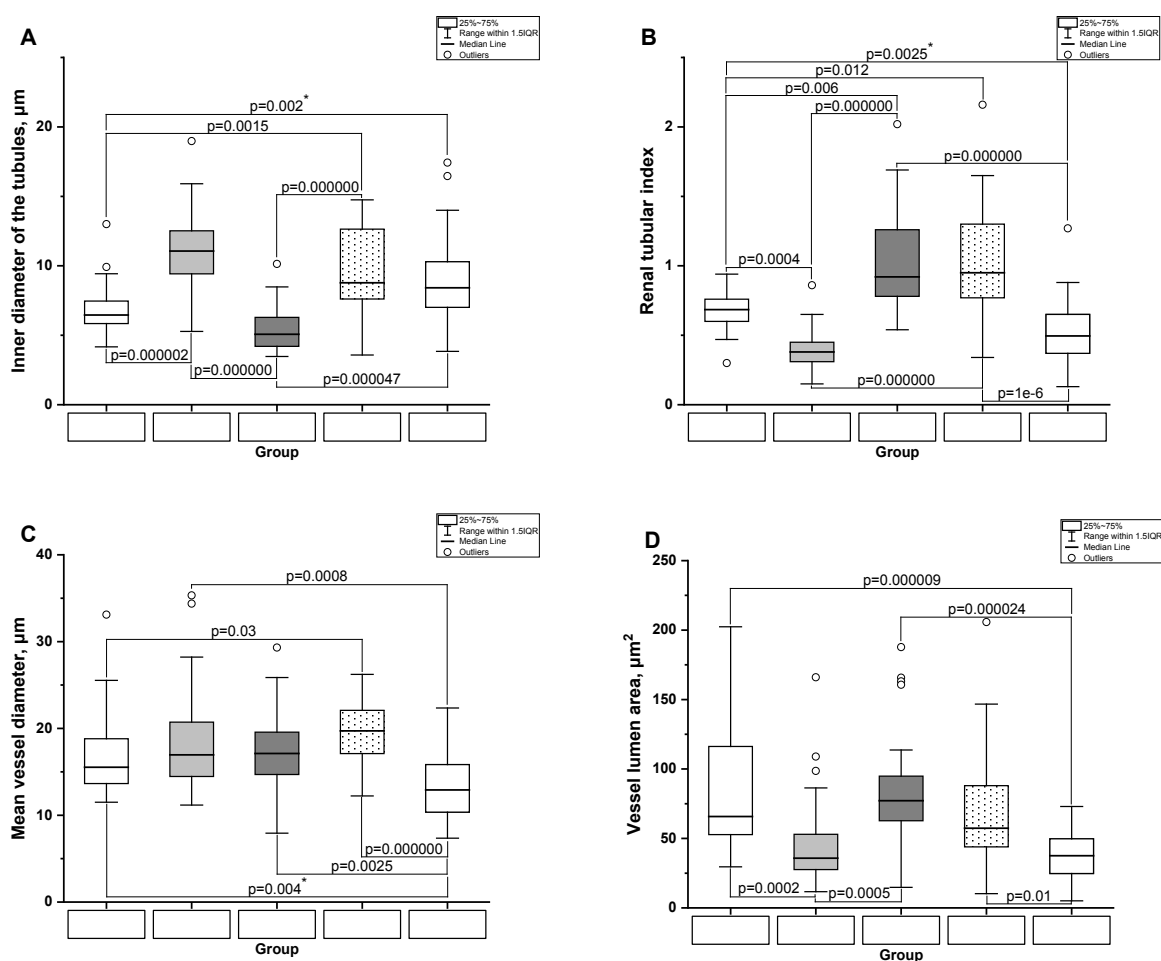 A
25%~75%
Range within 1.5IQR
Median Line
Outliers
Inner diameter of the tubules, µm
20
10
0
p=0.002*
p=0.0015
p=0.000000
p=0.000002
p=0.000000
p=0.000047
Group
B
25%~75%
Range within 1.5IQR
Median Line
Outliers
Renal tubular index
2
1
0
p=0.0025*
p=0.012
p=0.006
p=0.000000
p=0.000000
p=0.0004
p=0.000000
p=1e-6
Group
C
25%~75%
Range within 1.5IQR
Median Line
Outliers
Mean vessel diameter, µm
40
30
20
10
0
p=0.0008
p=0.03
p=0.000000
p=0.0025
p=0.004*
Group
D
25%~75%
Range within 1.5IQR
Median Line
Outliers
Vessel lumen area, µm²
250
200
150
100
50
0
p=0.000009
p=0.000024
p=0.0002
p=0.0005
p=0.01
Group